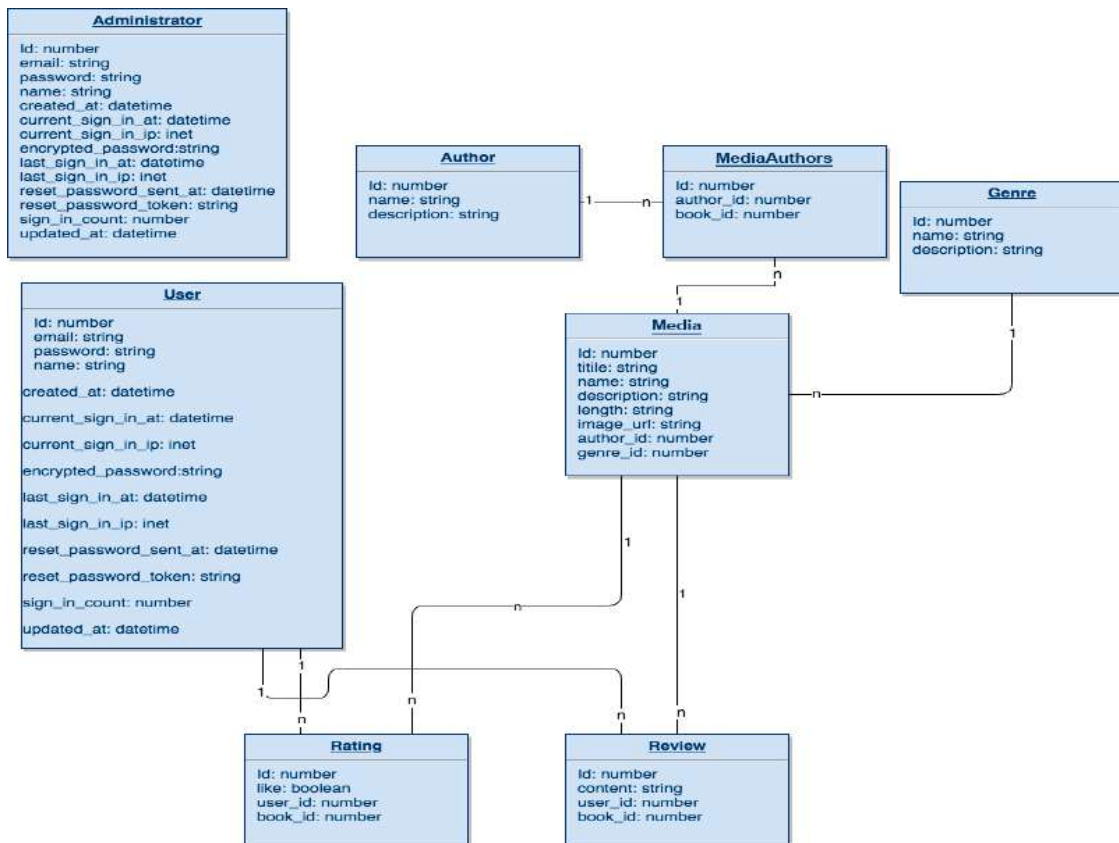 Administrator
Id: number
email: string
password: string
name: string
created_at: datetime
current_sign_in_at: datetime
current_sign_in_ip: inet
encrypted_password:string
last_sign_in_at: datetime
last_sign_in_ip: inet
reset_password_sent_at: datetime
reset_password_token: string
sign_in_count: number
updated_at: datetime
Author
Id: number
name: string
description: string
1
n
MediaAuthors
Id: number
author_id: number
book_id: number
n
1
Genre
Id: number
name: string
description: string
1
n
User
Id: number
email: string
password: string
name: string
created_at: datetime
current_sign_in_at: datetime
current_sign_in_ip: inet
encrypted_password:string
last_sign_in_at: datetime
last_sign_in_ip: inet
reset_password_sent_at: datetime
reset_password_token: string
sign_in_count: number
updated_at: datetime
Media
Id: number
titile: string
name: string
description: string
length: string
image_url: string
author_id: number
genre_id: number
1
n
1
1
1
n
n
n
n
Rating
Id: number
like: boolean
user_id: number
book_id: number
Review
Id: number
content: string
user_id: number
book_id: number